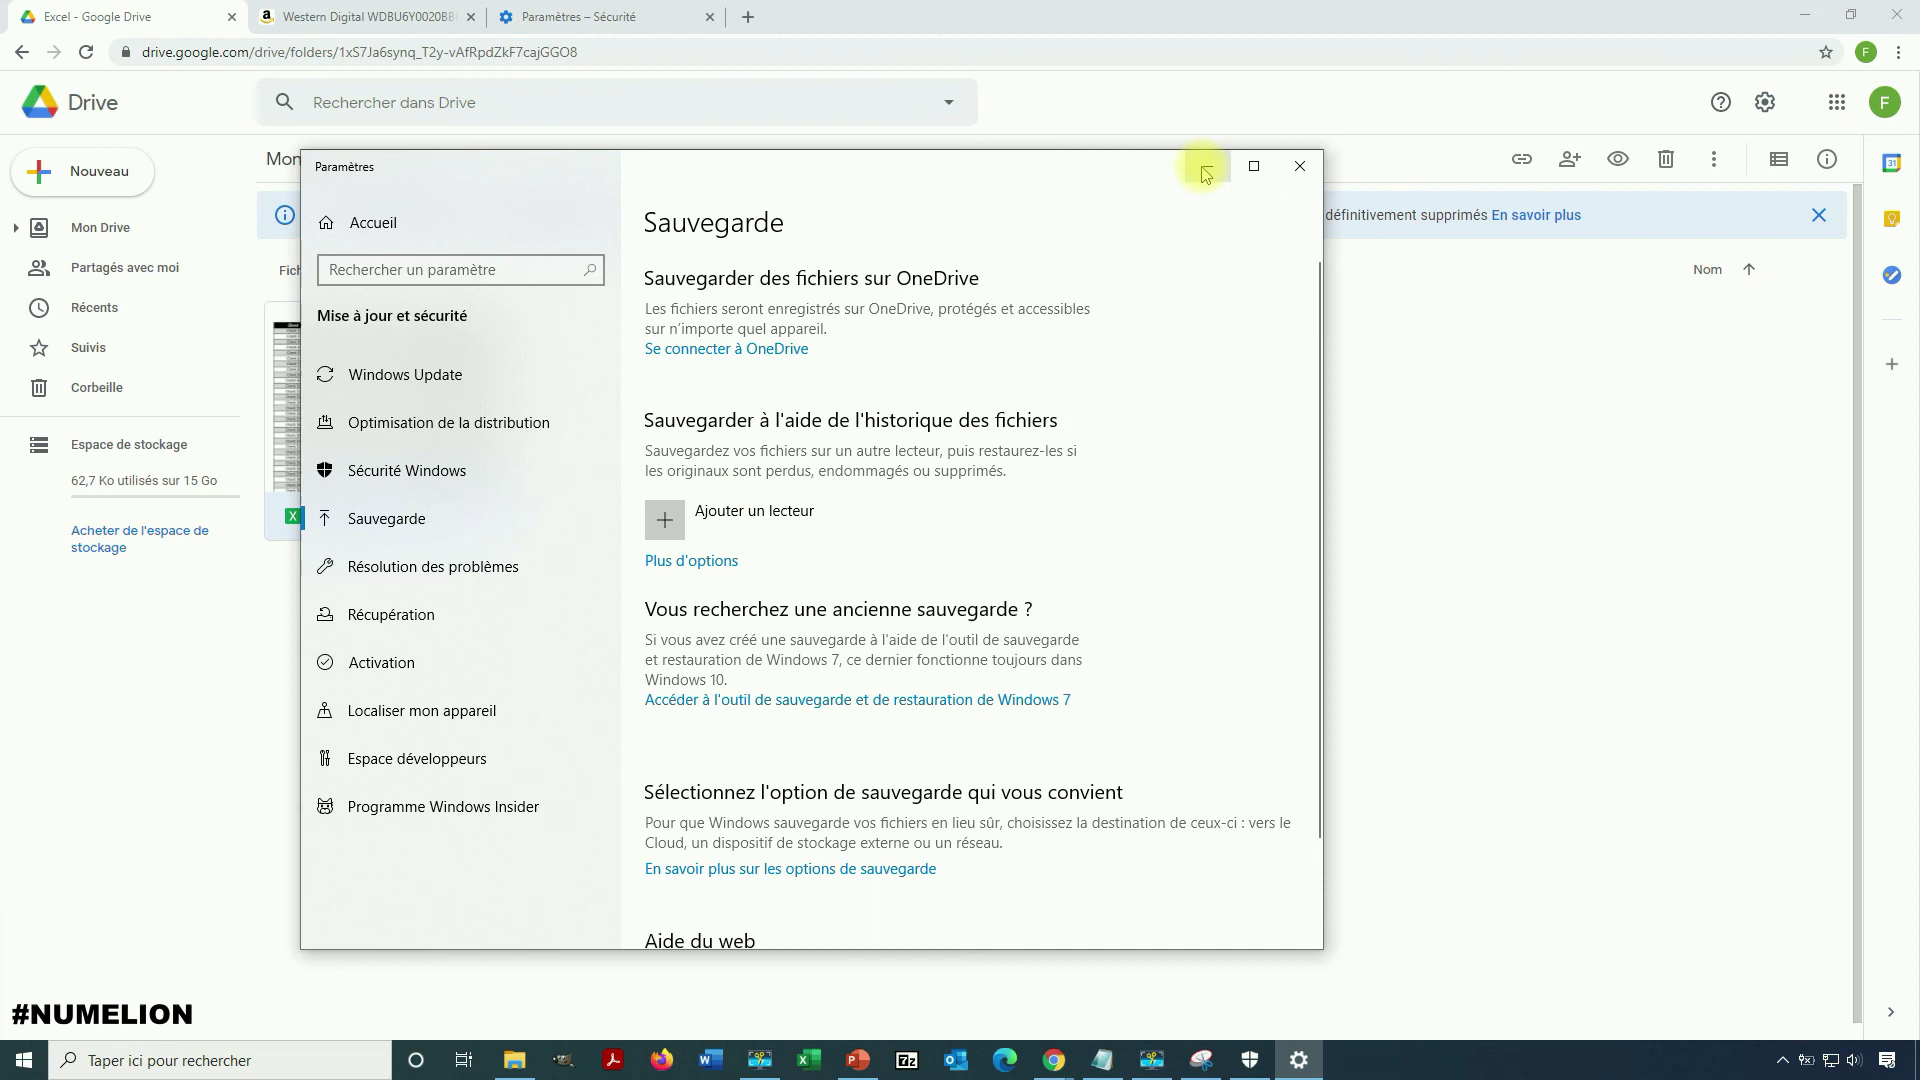 Excel - Google Drive
Western Digital WDBU6Y0020BB
Paramètres – Sécurité
drive.google.com/drive/folders/1xS7Ja6synq_T2y-vAfRpdZkF7cajGGO8
F
Drive
Rechercher dans Drive
F
Nouveau
Mon
Paramètres
31
définitivement supprimés En savoir plus
Mon Drive
Partagés avec moi
Récents
Suivis
Corbeille
Espace de stockage
62,7 Ko utilisés sur 15 Go
Acheter de l'espace de
stockage
Fich
Nom
X
Accueil
Rechercher un paramètre
Mise à jour et sécurité
Windows Update
Optimisation de la distribution
Sécurité Windows
Sauvegarde
Résolution des problèmes
Récupération
Activation
Localiser mon appareil
Espace développeurs
Programme Windows Insider
Sauvegarde
Sauvegarder des fichiers sur OneDrive
Les fichiers seront enregistrés sur OneDrive, protégés et accessibles
sur n'importe quel appareil.
Se connecter à OneDrive
Sauvegarder à l'aide de l'historique des fichiers
Sauvegardez vos fichiers sur un autre lecteur, puis restaurez-les si
les originaux sont perdus, endommagés ou supprimés.
Ajouter un lecteur
Plus d'options
Vous recherchez une ancienne sauvegarde ?
Si vous avez créé une sauvegarde à l'aide de l'outil de sauvegarde
et restauration de Windows 7, ce dernier fonctionne toujours dans
Windows 10.
Accéder à l'outil de sauvegarde et de restauration de Windows 7
Sélectionnez l'option de sauvegarde qui vous convient
Pour que Windows sauvegarde vos fichiers en lieu sûr, choisissez la destination de ceux-ci : vers le
Cloud, un dispositif de stockage externe ou un réseau.
En savoir plus sur les options de sauvegarde
Aide du web
#NUMELION
Taper ici pour rechercher
7z